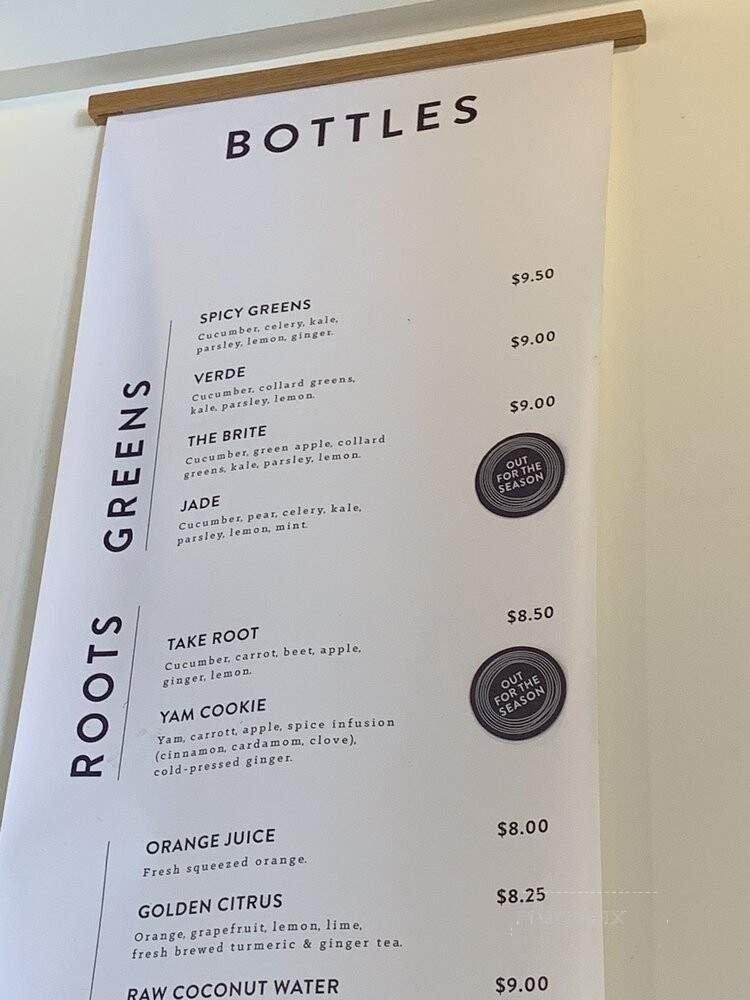 BOTTLES
GREENS
SPICY GREENS $9.50
Cucumber, celery, kale,
parsley, lemon, ginger.
VERDE $9.00
Cucumber, collard greens,
kale, parsley, lemon.
THE BRITE $9.00
Cucumber, green apple, collard
greens, kale, parsley, lemon.
JADE
Cucumber, pear, celery, kale,
parsley, lemon, mint.
OUT
FOR THE
SEASON
ROOTS
TAKE ROOT $8.50
Cucumber, carrot, beet, apple,
ginger, lemon.
YAM COOKIE
Yam, carrott, apple, spice infusion
(cinnamon, cardamom, clove),
cold-pressed ginger.
OUT
FOR THE
SEASON
ORANGE JUICE $8.00
Fresh squeezed orange.
GOLDEN CITRUS $8.25
Orange, grapefruit, lemon, lime,
fresh brewed turmeric & ginger tea.
RAW COCONUT WATER $9.00